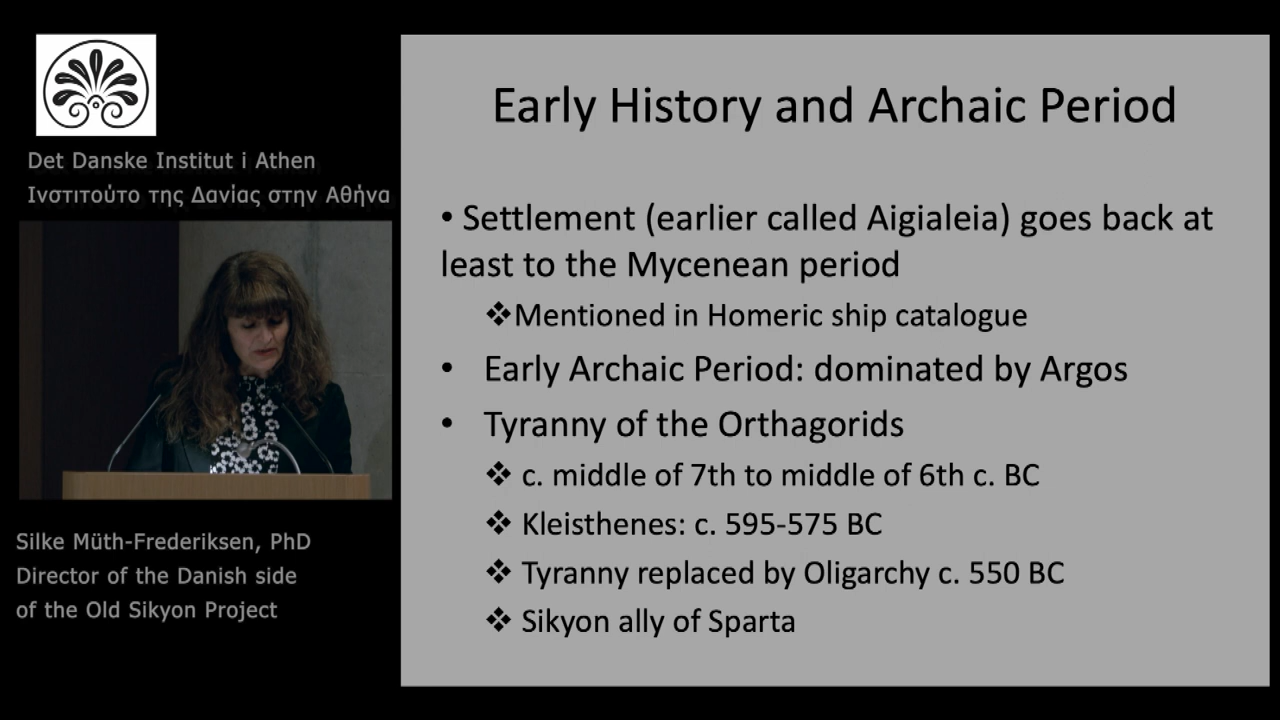 Det Danske Institut i Athen
Ινστιτούτο της Δανίας στην Αθήνα
Silke Müth-Frederiksen, PhD
Director of the Danish side
of the Old Sikyon Project
Early History and Archaic Period
• Settlement (earlier called Aigialeia) goes back at
least to the Mycenean period
❖Mentioned in Homeric ship catalogue
• Early Archaic Period: dominated by Argos
• Tyranny of the Orthagorids
❖ c. middle of 7th to middle of 6th c. BC
❖ Kleisthenes: c. 595-575 BC
❖ Tyranny replaced by Oligarchy c. 550 BC
❖ Sikyon ally of Sparta